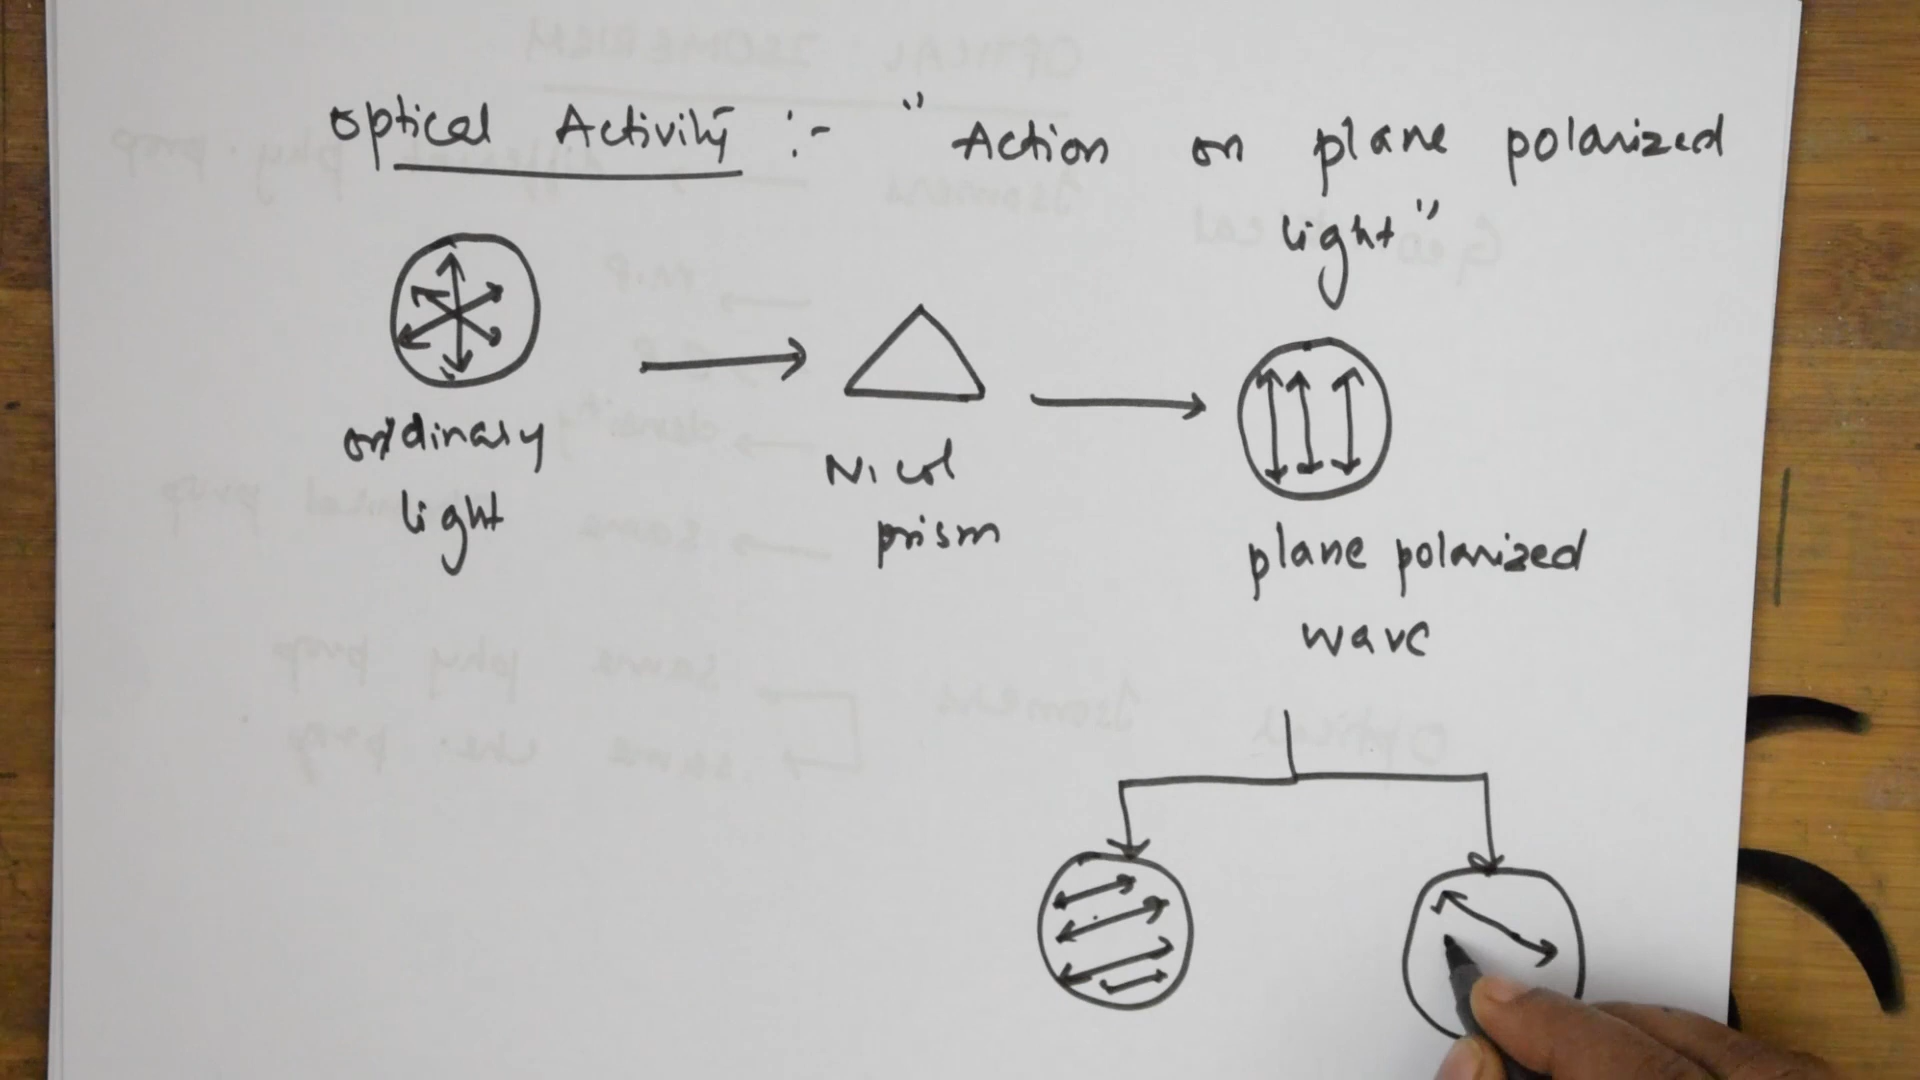 Optical Activity :- " Action on plane polarized
light"
ordinary
light
Nicol
prism
plane polarized
wave